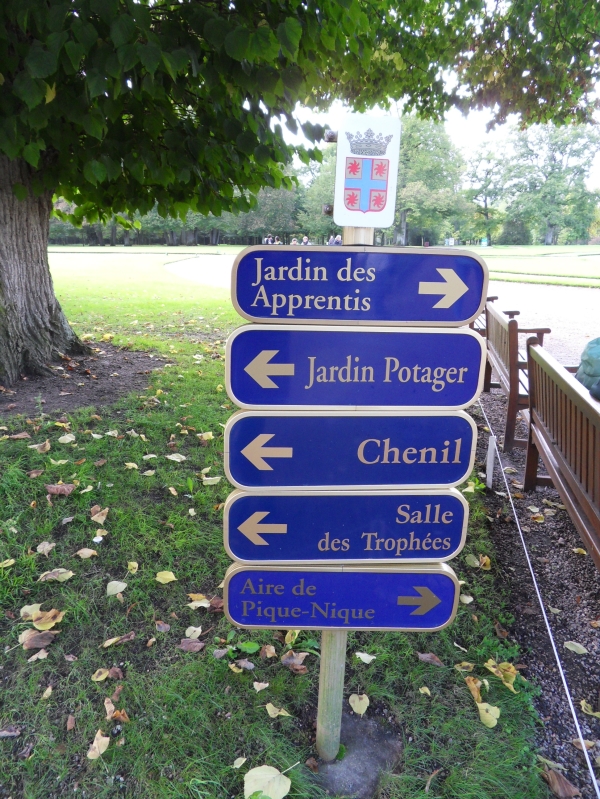 Jardin des
Apprentis
Jardin Potager
Chenil
Salle
des Trophées
Aire de
Pique-Nique